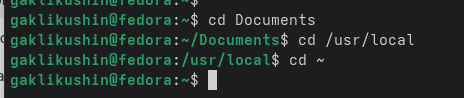 gaklikushin@fedora:~$ cd Documents
gaklikushin@fedora:~/Documents$ cd /usr/local
gaklikushin@fedora:/usr/local$ cd ~
gaklikushin@fedora:~$